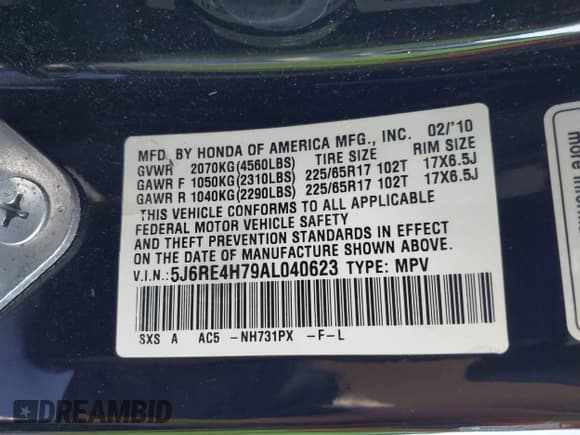 MFD. BY HONDA OF AMERICA MFG., INC. 02/'10
GVWR 2070KG(4560LBS) TIRE SIZE RIM SIZE
GAWR F 1050KG(2310LBS) 225/65R17 102T 17X6.5J
GAWR R 1040KG(2290LBS) 225/65R17 102T 17X6.5J
THIS VEHICLE CONFORMS TO ALL APPLICABLE
FEDERAL MOTOR VEHICLE SAFETY
AND THEFT PREVENTION STANDARDS IN EFFECT
ON THE DATE OF MANUFACTURE SHOWN ABOVE.
V.I.N.: 5J6RE4H79AL040623 TYPE: MPV
SXS A AC5 -NH731PX -F-L
DREAMBID